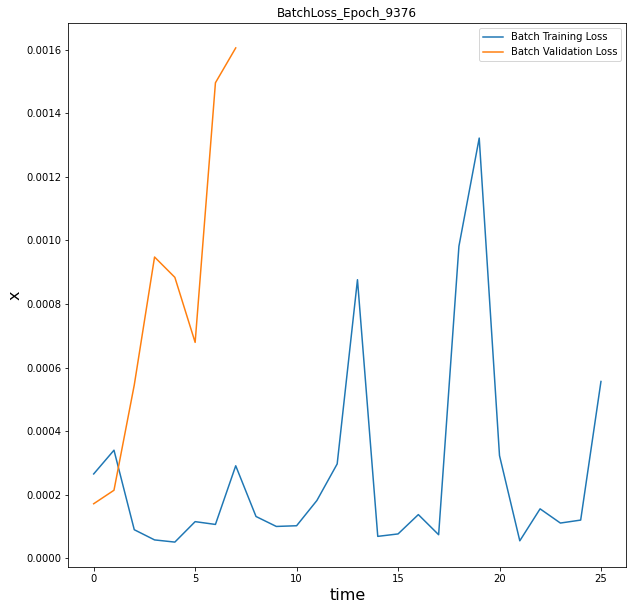 BatchLoss_Epoch_9376
Batch Training Loss
Batch Validation Loss
0.0016
0.0014
0.0012
0.0010
0.0008
0.0006
0.0004
0.0002
0.0000
x
0 5 10 15 20 25
time